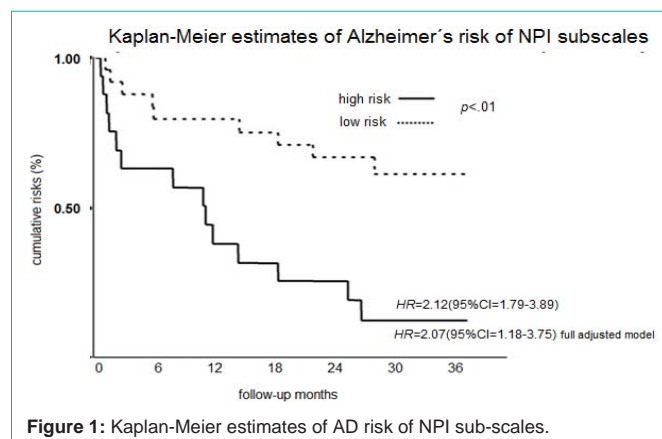 Kaplan-Meier estimates of Alzheimer´s risk of NPI subscales
1.00
high risk
p<.01
low risk
cumulative risks (%)
0.50
HR=2.12(95%CI=1.79-3.89)
HR=2.07(95%CI=1.18-3.75) full adjusted model
0 6 12 18 24 30 36
follow-up months
Figure 1: Kaplan-Meier estimates of AD risk of NPI sub-scales.